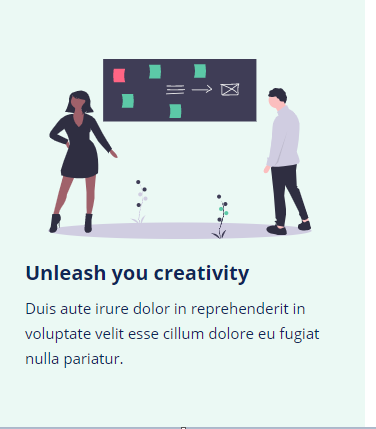 Unleash you creativity
Duis aute irure dolor in reprehenderit in
voluptate velit esse cillum dolore eu fugiat
nulla pariatur.